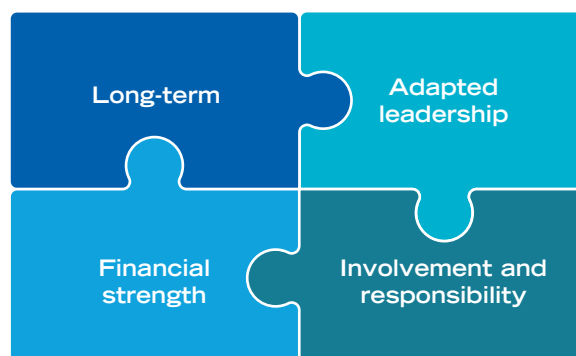 Long-term
Adapted
leadership
Financial
strength
Involvement and
responsibility